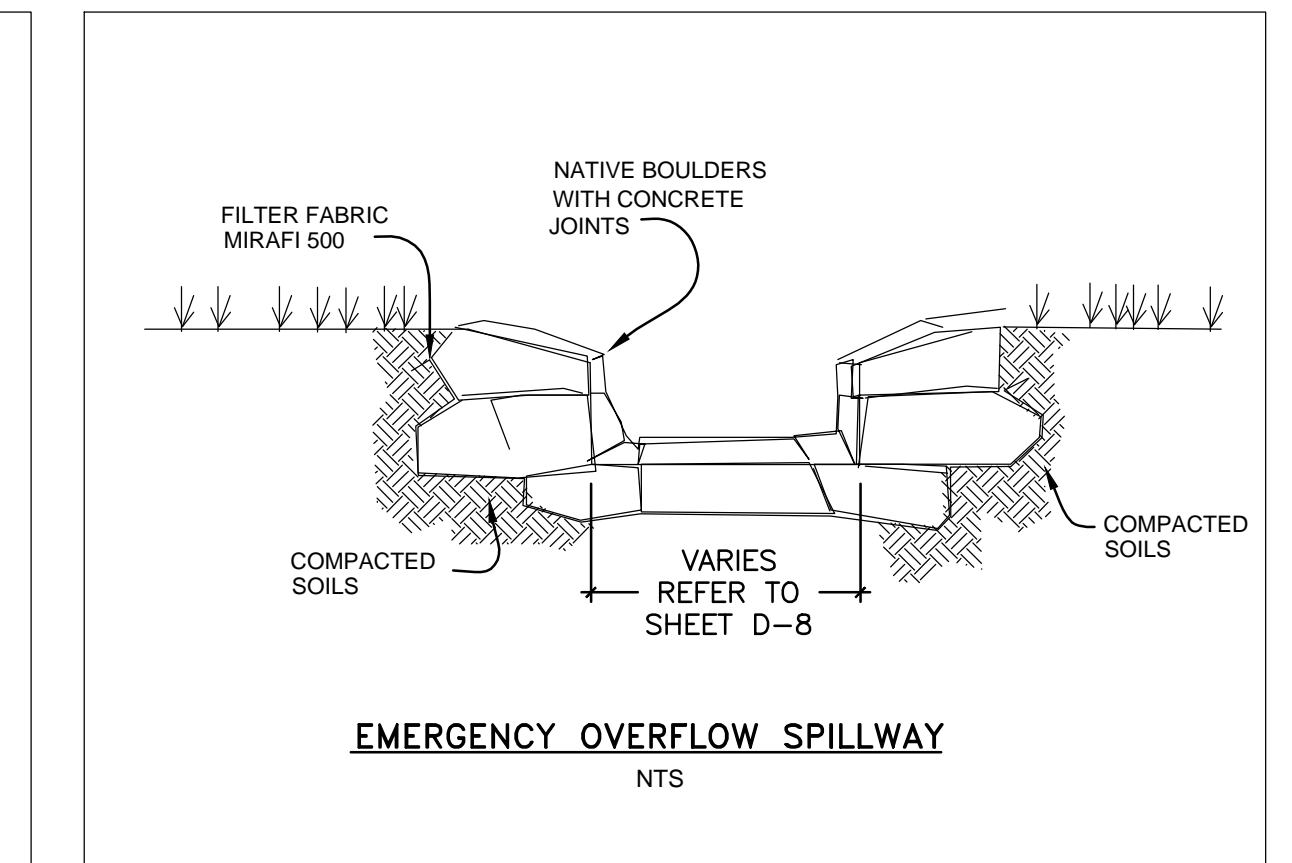 NATIVE BOULDERS
WITH CONCRETE
JOINTS
FILTER FABRIC
MIRAFI 500
COMPACTED
SOILS
COMPACTED
SOILS
VARIES
REFER TO
SHEET D-8
EMERGENCY OVERFLOW SPILLWAY
NTS